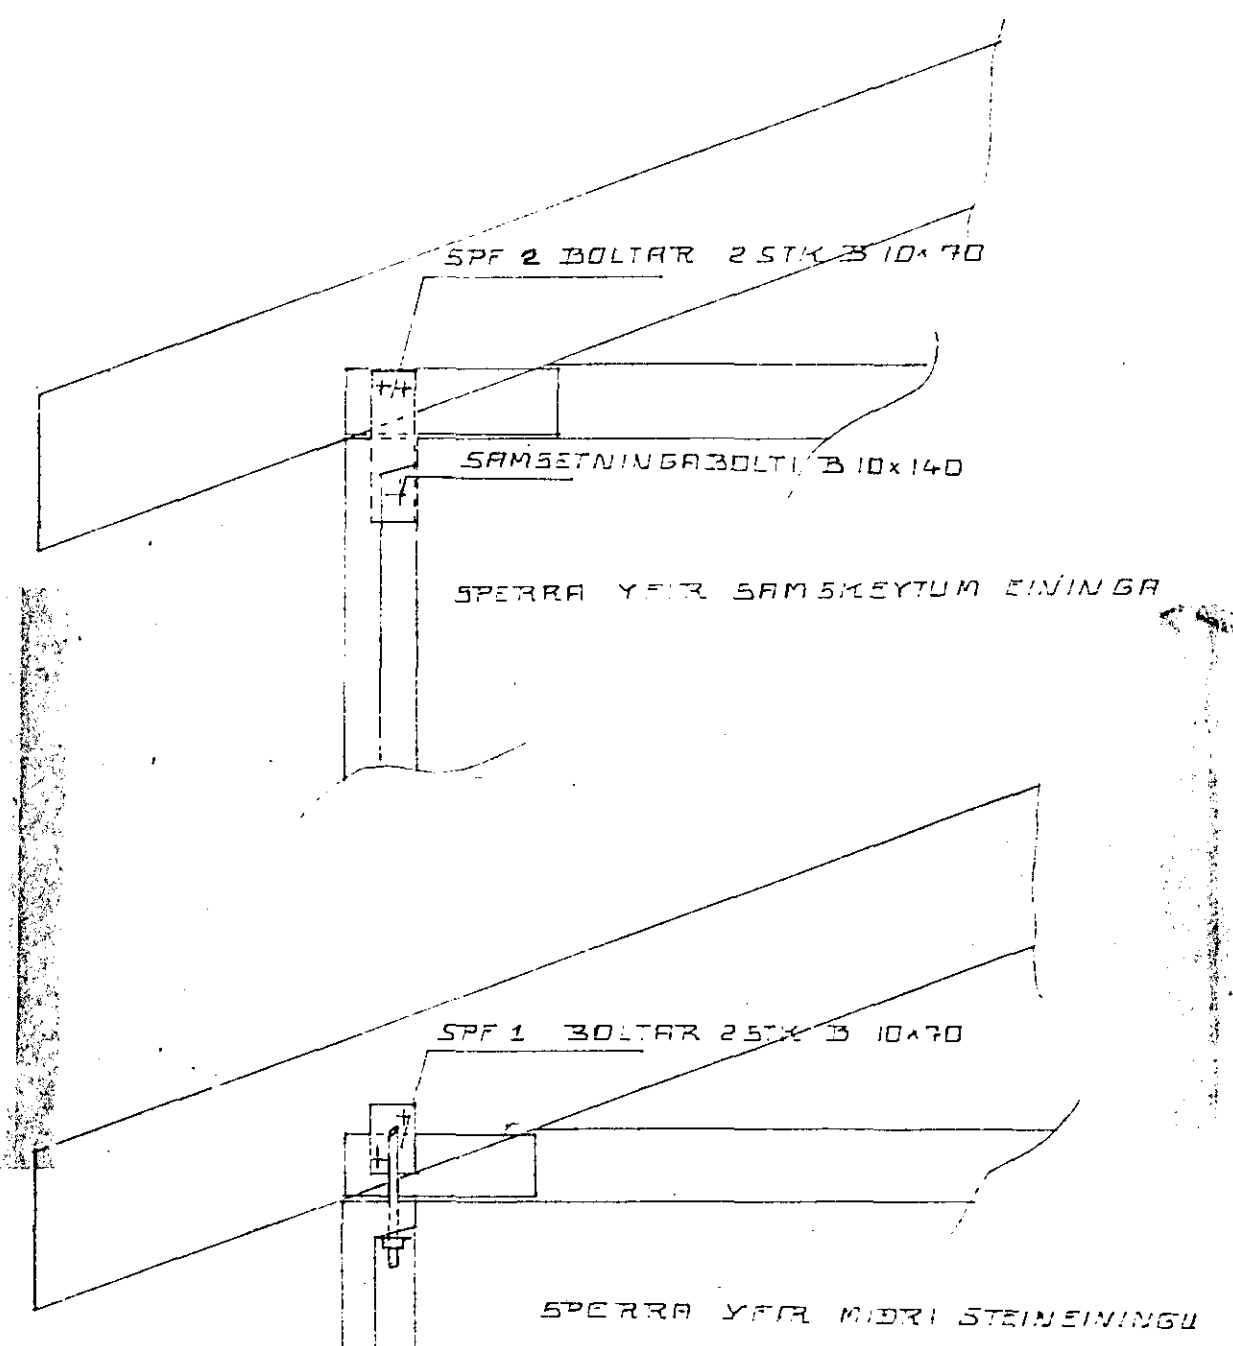 SPF 2 BOLTAR 2 STK B 10x70
SAMSETNINGABOLTI B 10x140
SPERRA YFIR SAMSKEYTUM EININGA
SPF 1 BOLTAR 2 STK B 10x70
SPERRA YFIR MIDRI STEINEININGU